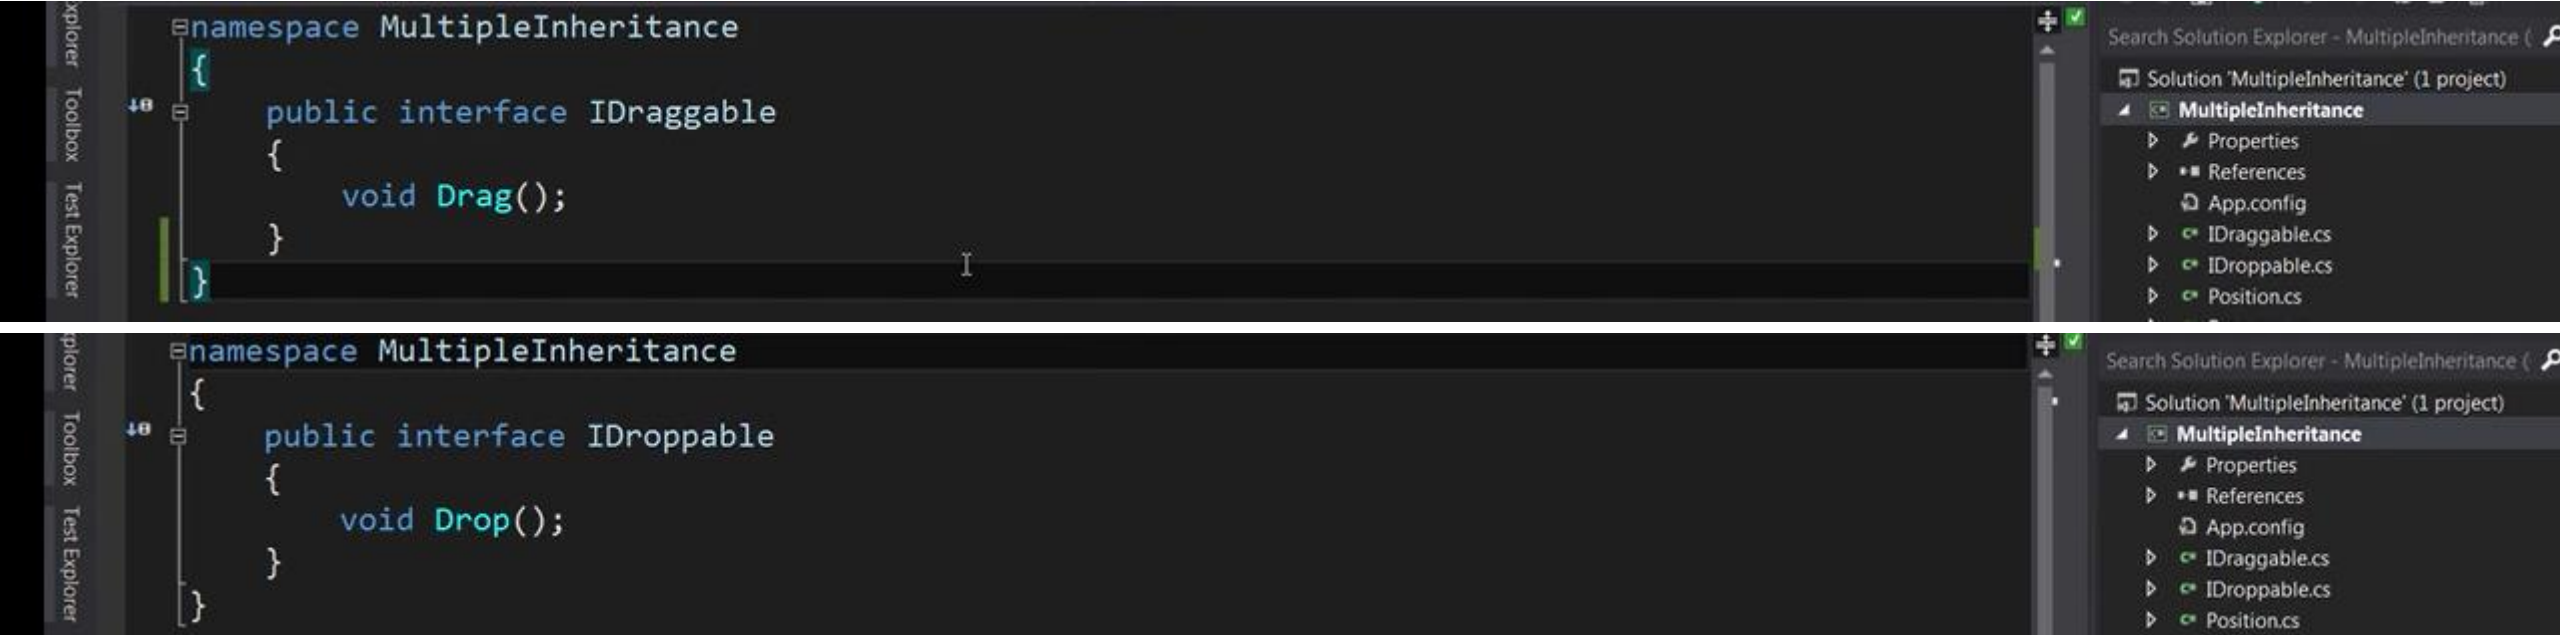 namespace MultipleInheritance
{
public interface IDraggable
{
void Drag();
}
}
xplorer
Toolbox
Test Explorer
Search Solution Explorer - MultipleInheritance (
Solution 'MultipleInheritance' (1 project)
MultipleInheritance
Properties
References
App.config
IDraggable.cs
IDroppable.cs
Position.cs
namespace MultipleInheritance
{
public interface IDroppable
{
void Drop();
}
}
plorer
Toolbox
Test Explorer
Search Solution Explorer - MultipleInheritance (
Solution 'MultipleInheritance' (1 project)
MultipleInheritance
Properties
References
App.config
IDraggable.cs
IDroppable.cs
Position.cs